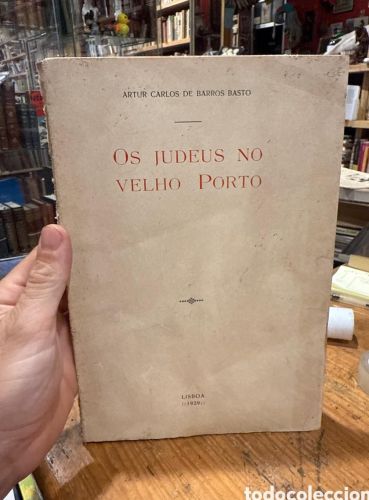 ARTUR CARLOS DE BARROS BASTO
OS JUDEUS NO
VELHO PORTO
LISBOA
::1929::
todocoleccion